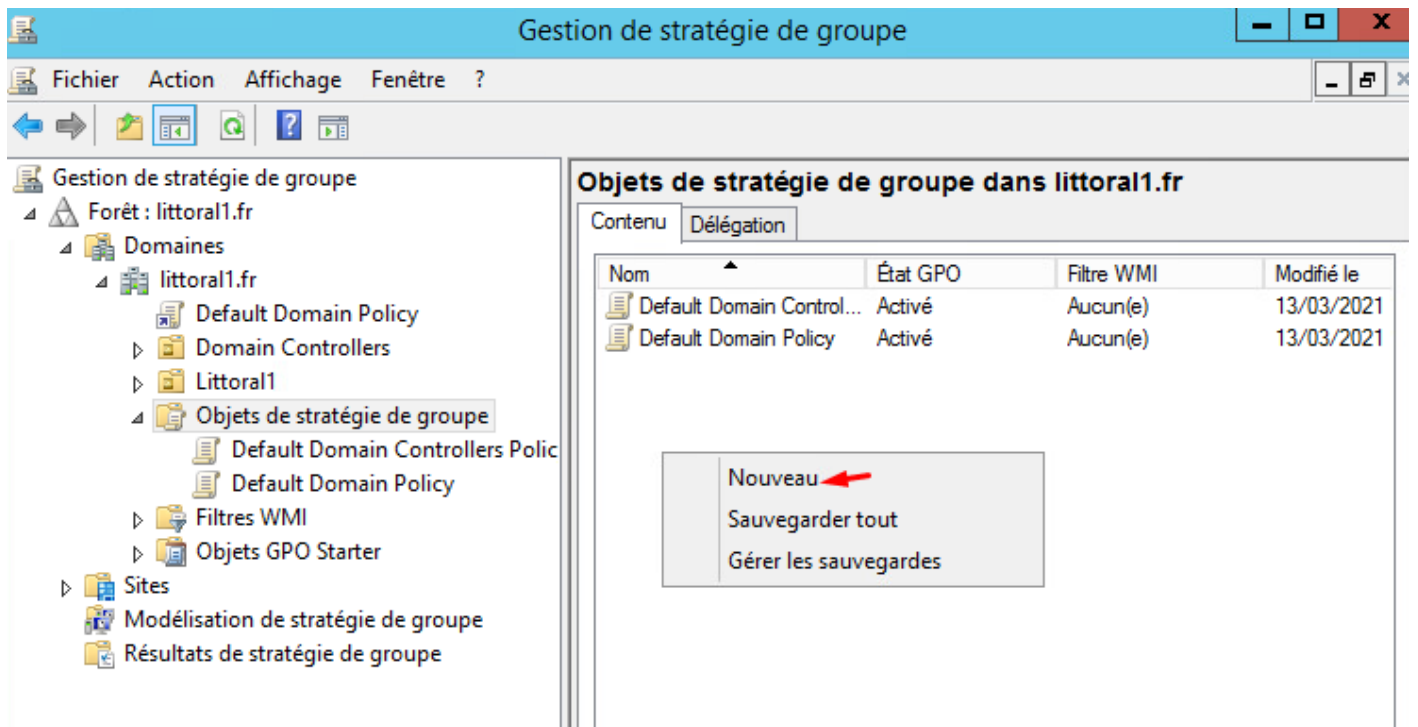 Gestion de stratégie de groupe
Fichier Action Affichage Fenêtre ?
Gestion de stratégie de groupe
Forêt : littoral1.fr
Domaines
littoral1.fr
Default Domain Policy
Domain Controllers
Littoral1
Objets de stratégie de groupe
Default Domain Controllers Polic
Default Domain Policy
Filtres WMI
Objets GPO Starter
Sites
Modélisation de stratégie de groupe
Résultats de stratégie de groupe
Objets de stratégie de groupe dans littoral1.fr
Contenu Délégation
Nom État GPO Filtre WMI Modifié le
Default Domain Control... Activé Aucun(e) 13/03/2021
Default Domain Policy Activé Aucun(e) 13/03/2021
Nouveau
Sauvegarder tout
Gérer les sauvegardes